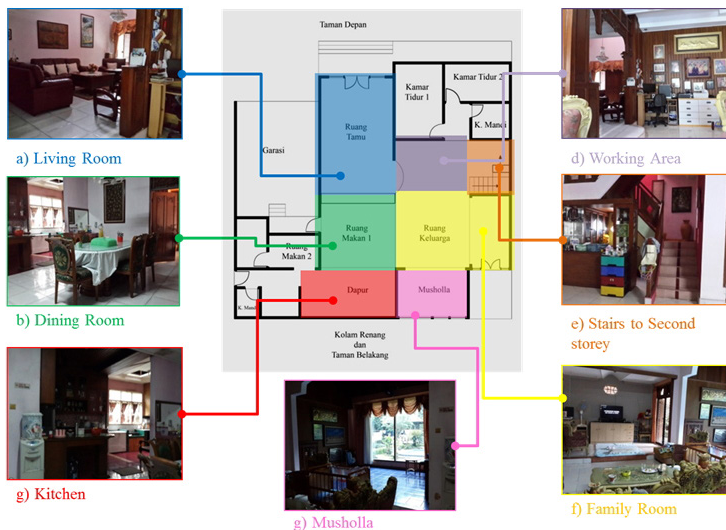 Taman Depan
Kamar
Tidur 1
Kamar Tidur 2
K. Mandi
Ruang
Tamu
Garasi
Ruang
Makan 1
Ruang
Keluarga
Ruang
Makan 2
Dapur
Musholla
K. Mandi
Kolam Renang
dan
Taman Belakang
a) Living Room
b) Dining Room
g) Kitchen
g) Musholla
d) Working Area
e) Stairs to Second
storey
f) Family Room